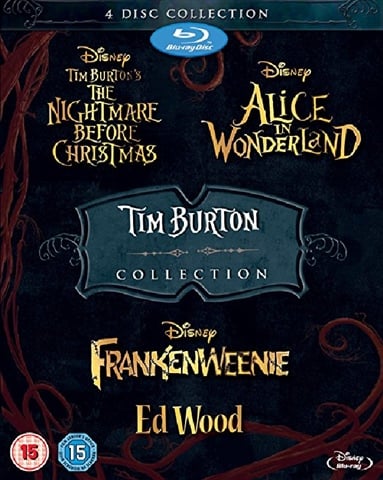 4 DISC COLLECTION
Blu-ray Disc
Disney
TIM BURTON'S
THE
NIGHTMARE
BEFORE
CHRISTMAS
Disney
ALICE
IN
WONDERLAND
TIM BURTON
COLLECTION
Disney
FRANKENWEENIE
ED WOOD
15
15
Disney
Blu-ray